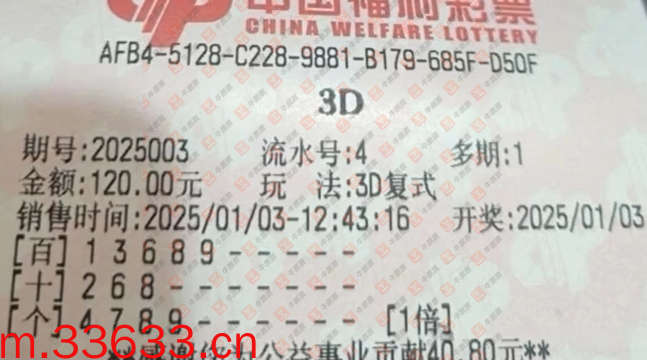 中国福利彩票
CHINA WELFARE LOTTERY
AFB4-5128-C228-9881-B179-685F-D50F
3D
期号:2025003 流水号:4 多期:1
金额:120.00元 玩 法:3D复式
销售时间:2025/01/03-12:43:16 开奖:2025/01/03
[百] 1 3 6 8 9 - - - - -
[十] 2 6 8 - - - - - - -
[个] 4 7 8 9 - - - - - - [1倍]
m.33633.cn
**感谢您为公益事业贡献40.80元**